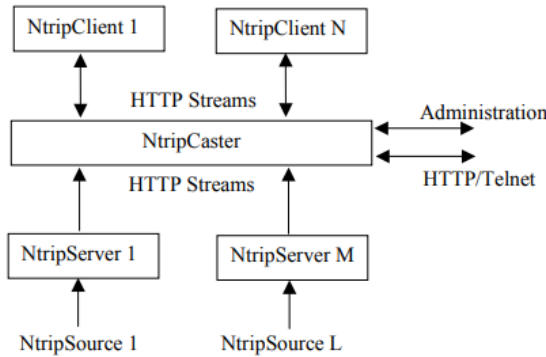 NtripClient 1
NtripClient N
HTTP Streams
Administration
NtripCaster
HTTP Streams
HTTP/Telnet
NtripServer 1
NtripServer M
NtripSource 1
NtripSource L